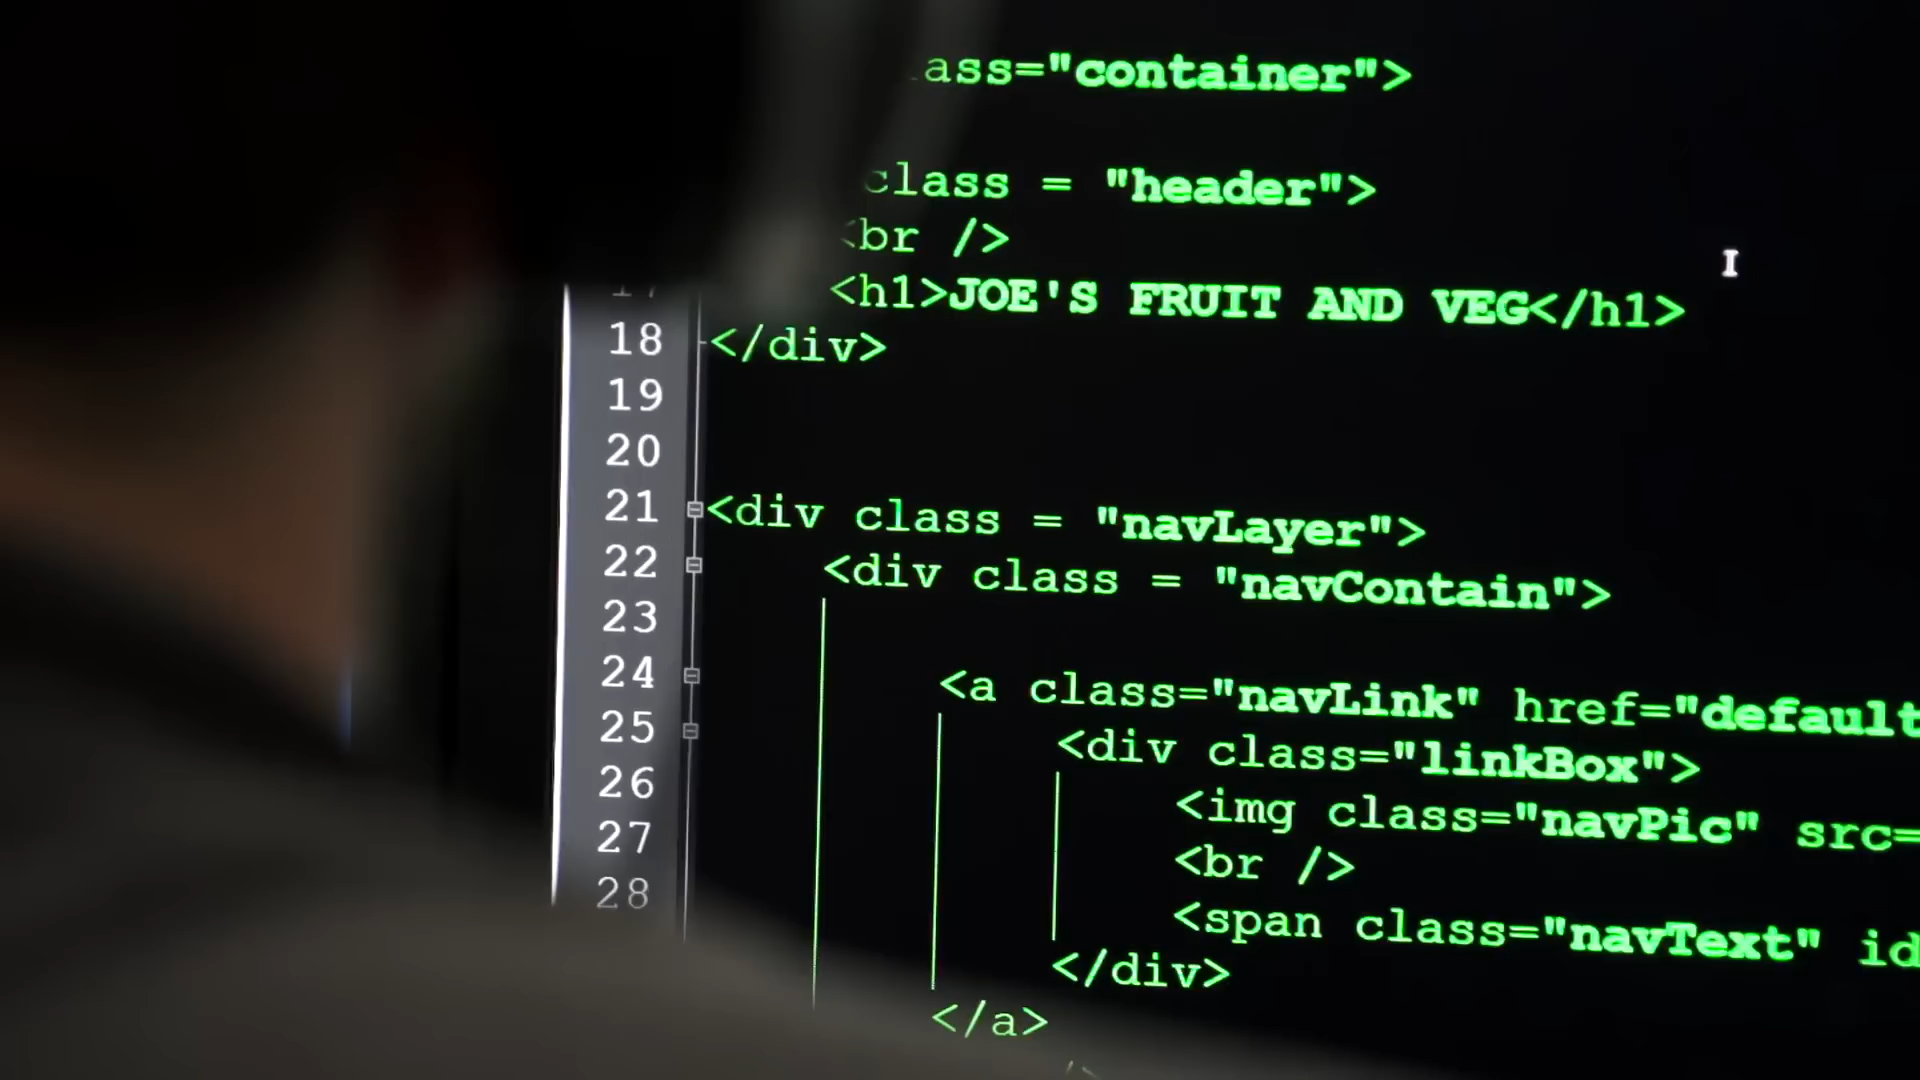 ass="container">
class = "header">
<br />
<h1>JOE'S FRUIT AND VEG</h1>
18 </div>
19
20
21 <div class = "navLayer">
22 <div class = "navContain">
23
24 <a class="navLink" href="default
25 <div class="linkBox">
26 <img class="navPic" src=
27 <br />
28 <span class="navText" id
</div>
</a>